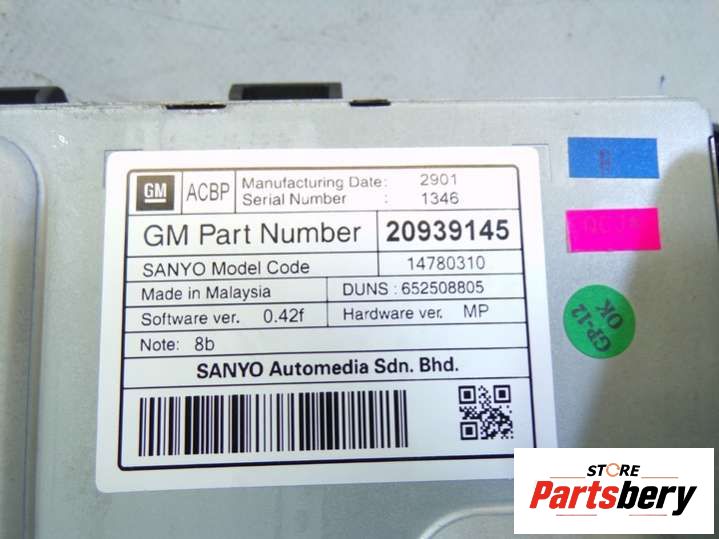 GM ACBP Manufacturing Date: 2901
Serial Number : 1346
GM Part Number 20939145
SANYO Model Code 14780310
Made in Malaysia DUNS : 652508805
Software ver. 0.42f Hardware ver. MP
Note: 8b
SANYO Automedia Sdn. Bhd.
GP-12
OK
STORE
Partsbery